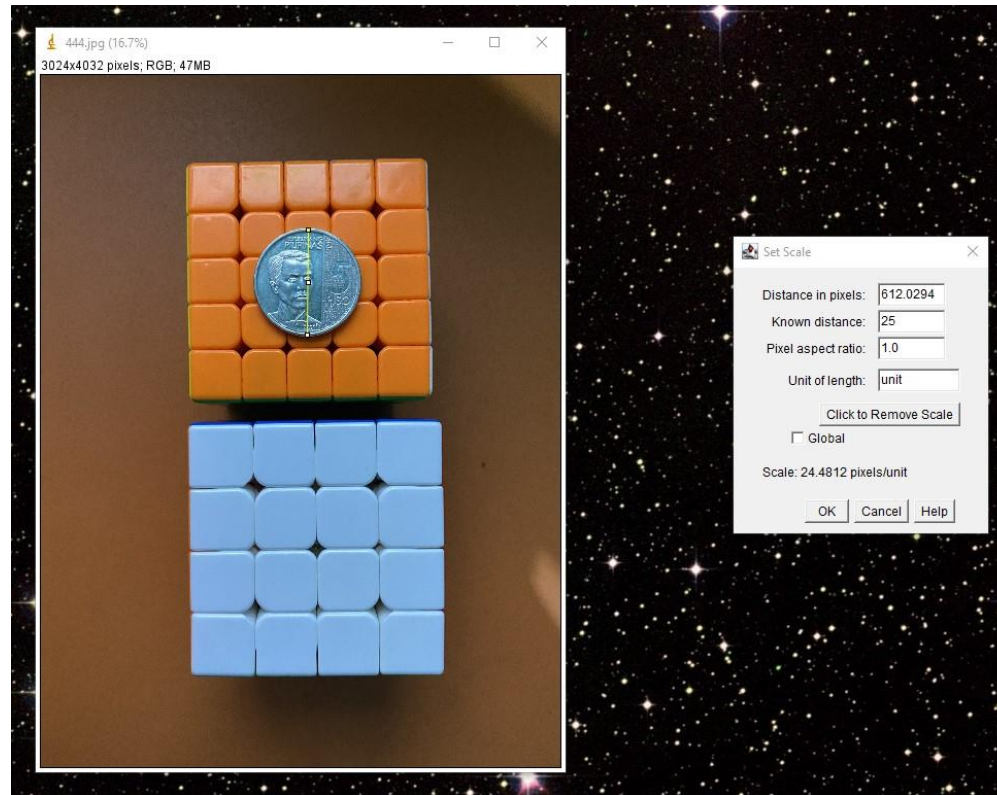 444.jpg (16.7%)
3024x4032 pixels; RGB; 47MB
PILIPINAS
1990
Set Scale
Distance in pixels: 612.0294
Known distance: 25
Pixel aspect ratio: 1.0
Unit of length: unit
Click to Remove Scale
Global
Scale: 24.4812 pixels/unit
OK Cancel Help